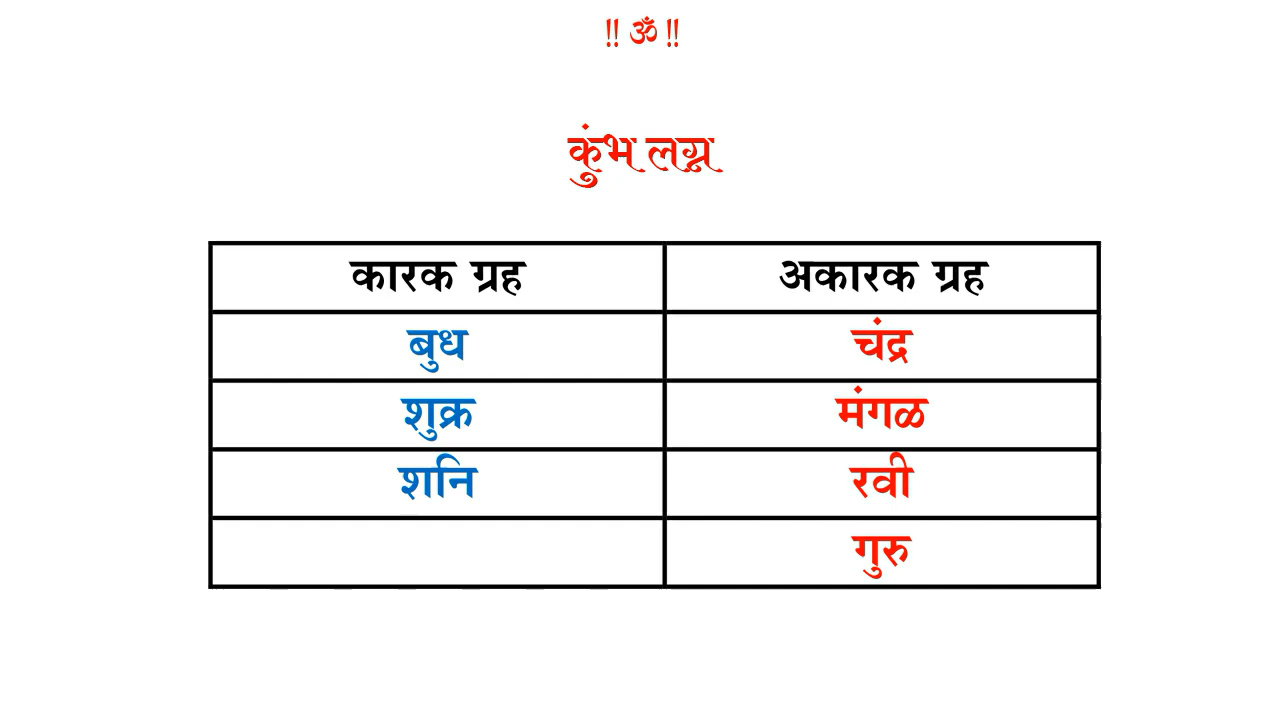 !! ॐ !!
कुंभ लग्न
कारक ग्रह अकारक ग्रह
बुध चंद्र
शुक्र मंगळ
शनि रवी
गुरु